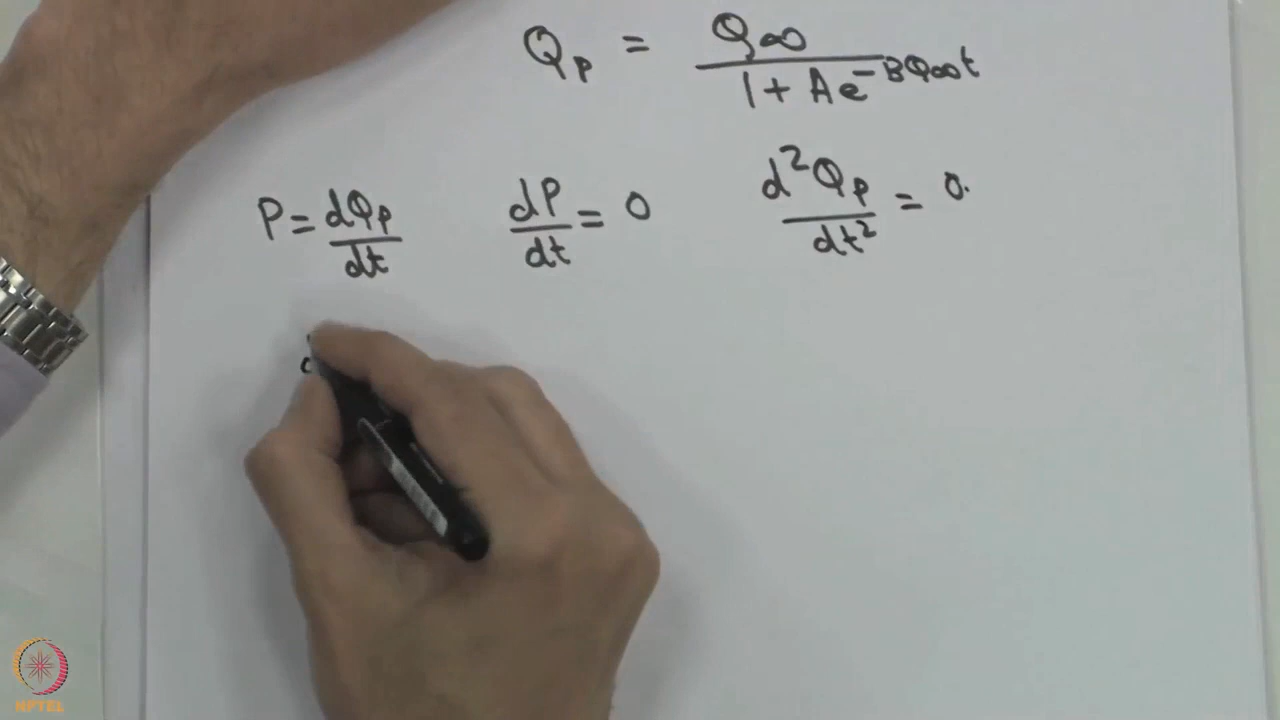 Qp = Q∞ / (1 + Ae^-BQ∞t)
P = dQp/dt    dP/dt = 0    d²Qp/dt² = 0.
NPTEL